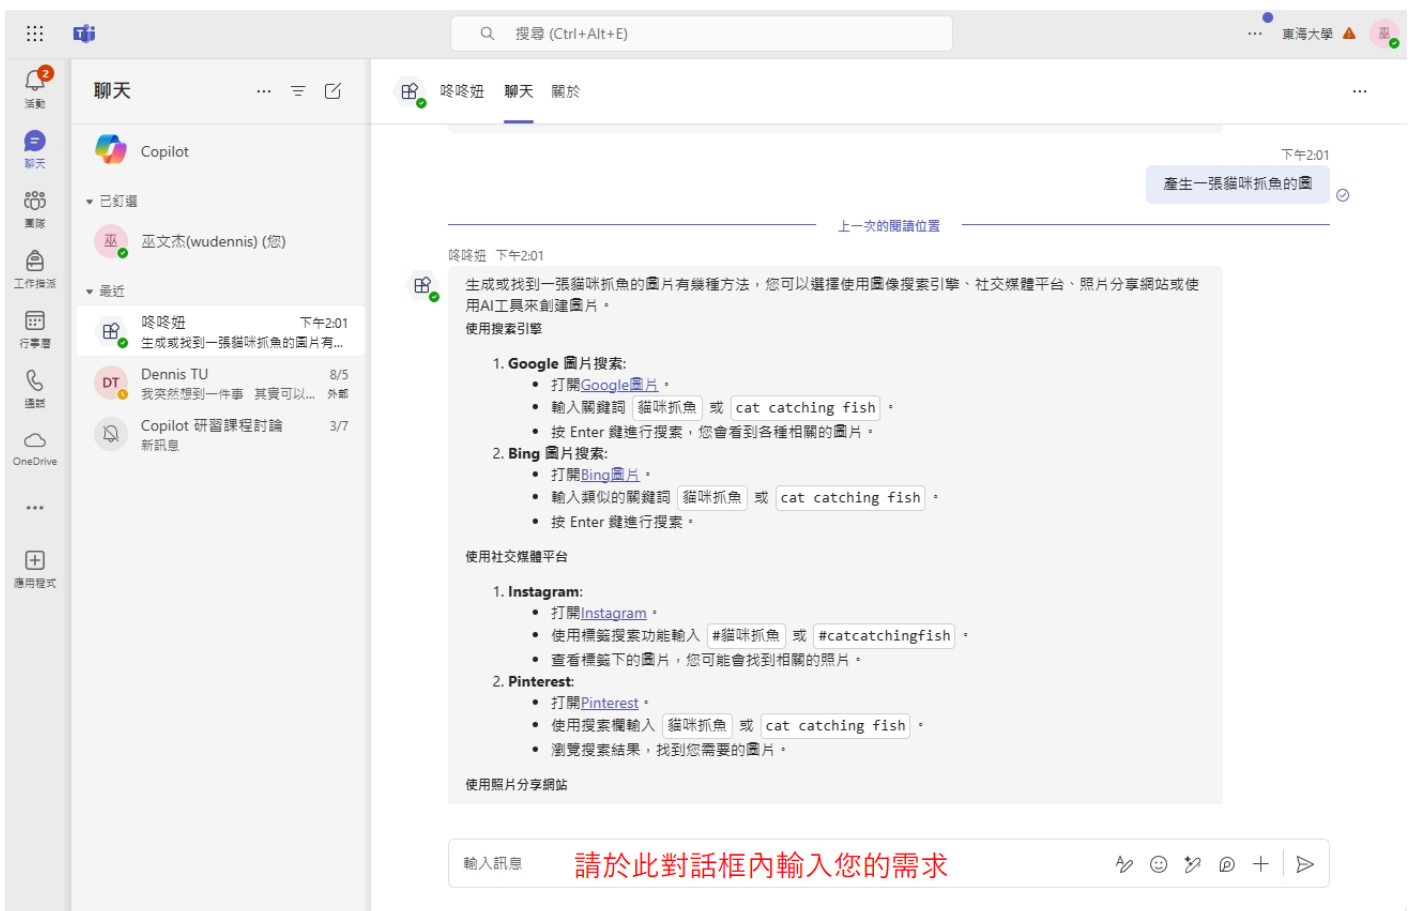 搜尋 (Ctrl+Alt+E)
東海大學
巫
2
活動
聊天
團隊
工作指派
行事曆
通話
OneDrive
應用程式
聊天
Copilot
已釘選
巫
巫文杰(wudennis) (您)
最近
咚咚妞 下午2:01
生成或找到一張貓咪抓魚的圖片有...
DT
Dennis TU 8/5
我突然想到一件事 其實可以... 外部
Copilot 研習課程討論 3/7
新訊息
咚咚妞 聊天 關於
下午2:01
產生一張貓咪抓魚的圖
上一次的閱讀位置
咚咚妞 下午2:01
生成或找到一張貓咪抓魚的圖片有幾種方法，您可以選擇使用圖像搜索引擎、社交媒體平台、照片分享網站或使
用AI工具來創建圖片。
使用搜索引擎
1. Google 圖片搜索:
• 打開Google圖片。
• 輸入關鍵詞 貓咪抓魚 或 cat catching fish 。
• 按 Enter 鍵進行搜索，您會看到各種相關的圖片。
2. Bing 圖片搜索:
• 打開Bing圖片。
• 輸入類似的關鍵詞 貓咪抓魚 或 cat catching fish 。
• 按 Enter 鍵進行搜索。
使用社交媒體平台
1. Instagram:
• 打開Instagram。
• 使用標籤搜索功能輸入 #貓咪抓魚 或 #catcatchingfish 。
• 查看標籤下的圖片，您可能會找到相關的照片。
2. Pinterest:
• 打開Pinterest。
• 使用搜索欄輸入 貓咪抓魚 或 cat catching fish 。
• 瀏覽搜索結果，找到您需要的圖片。
使用照片分享網站
輸入訊息 請於此對話框內輸入您的需求